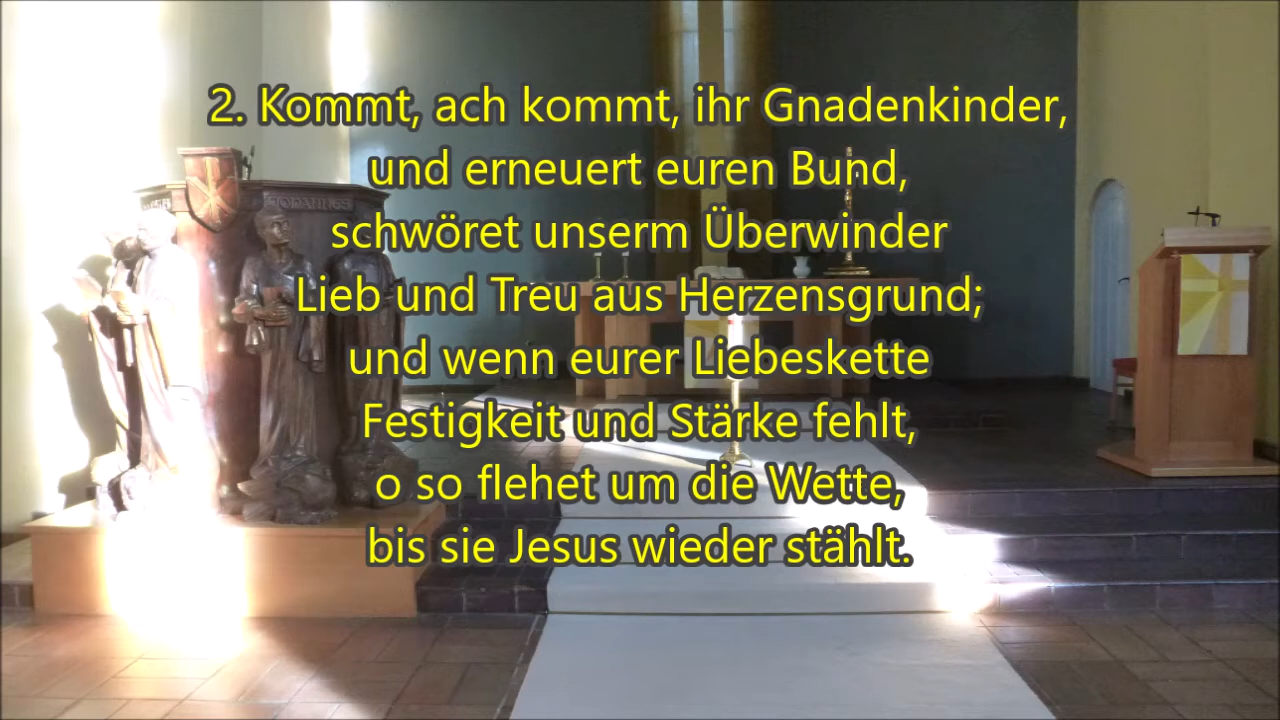 2. Kommt, ach kommt, ihr Gnadenkinder,
und erneuert euren Bund,
schwöret unserm Überwinder
Lieb und Treu aus Herzensgrund;
und wenn eurer Liebeskette
Festigkeit und Stärke fehlt,
o so flehet um die Wette,
bis sie Jesus wieder stählt.
JOHANNES